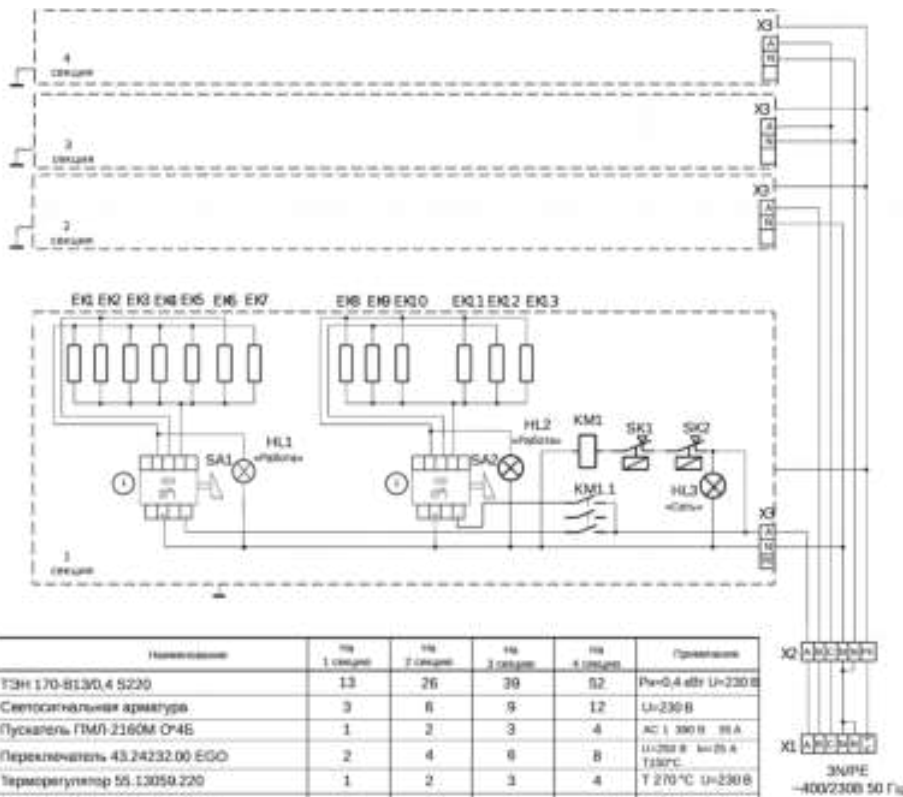 X3
A
N
4
секция
X3
A
N
3
секция
X3
A
N
2
секция
EK1 EK2 EK3 EK4 EK5 EK6 EK7
EK8 EK9 EK10 EK11 EK12 EK13
HL1
«Работа»
SA1
HL2
«Работа»
SA2
KM1
SK1
SK2
KM1.1
HL3
«Сеть»
X3
A
N
1
секция
Наименование На 1 секцию На 2 секции На 3 секции На 4 секции Примечание
ТЭН 170-В13/0,4 S220 13 26 39 52 Рн=0,4 кВт U=230 В
Светосигнальная арматура 3 6 9 12 U=230 В
Пускатель ПМЛ-2160М О*4Б 1 2 3 4 АС 1 380 В
Переключатель 43.24232.00 EGO 2 4 6 8 U=250 В
Терморегулятор 55.13059.220 1 2 3 4 Т 270°С U=230 В
X2 A B C N N PE
X1 A B C N N
3N/PE
~400/230В 50 Гц